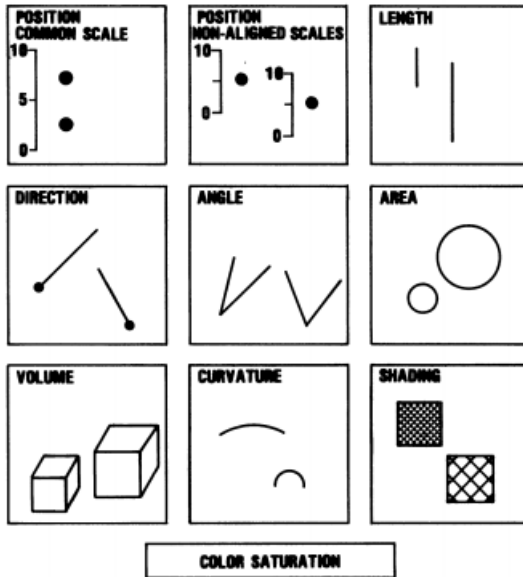 POSITION
COMMON SCALE
10
5
0
POSITION
NON-ALIGNED SCALES
10
0
10
0
LENGTH
DIRECTION
ANGLE
AREA
VOLUME
CURVATURE
SHADING
COLOR SATURATION